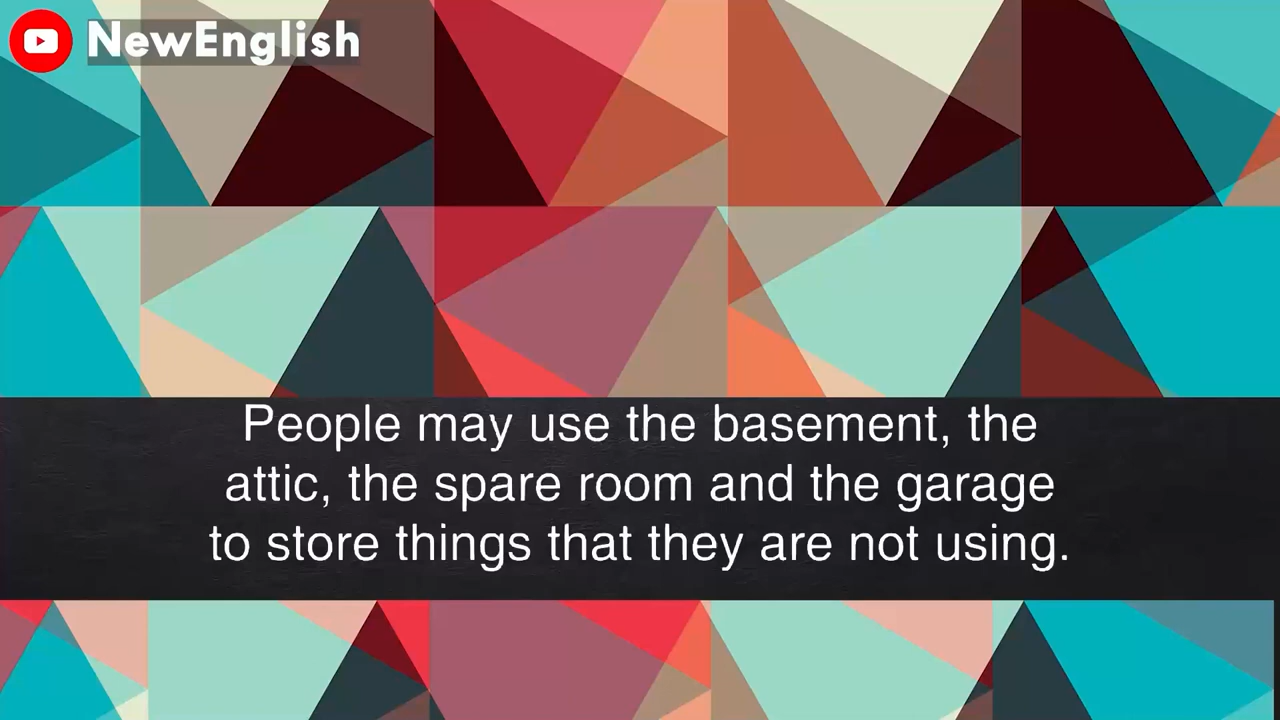 NewEnglish
People may use the basement, the
attic, the spare room and the garage
to store things that they are not using.